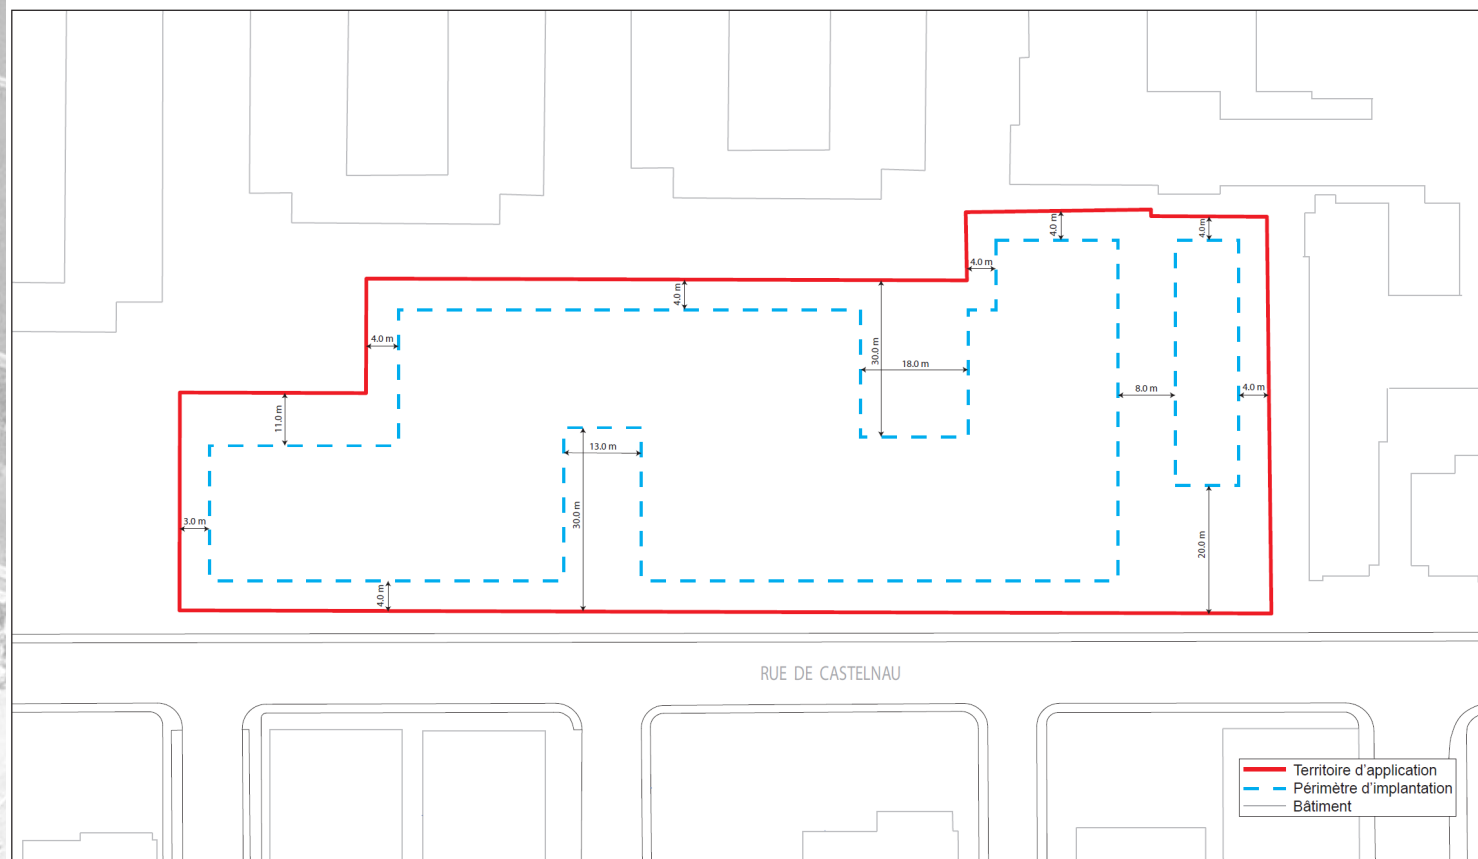 4.0 m
4.0 m
4.0 m
4.0 m
4.0 m
30.0 m
18.0 m
8.0 m
4.0 m
11.0 m
13.0 m
3.0 m
30.0 m
20.0 m
4.0 m
RUE DE CASTELNAU
Territoire d'application
Périmètre d'implantation
Bâtiment